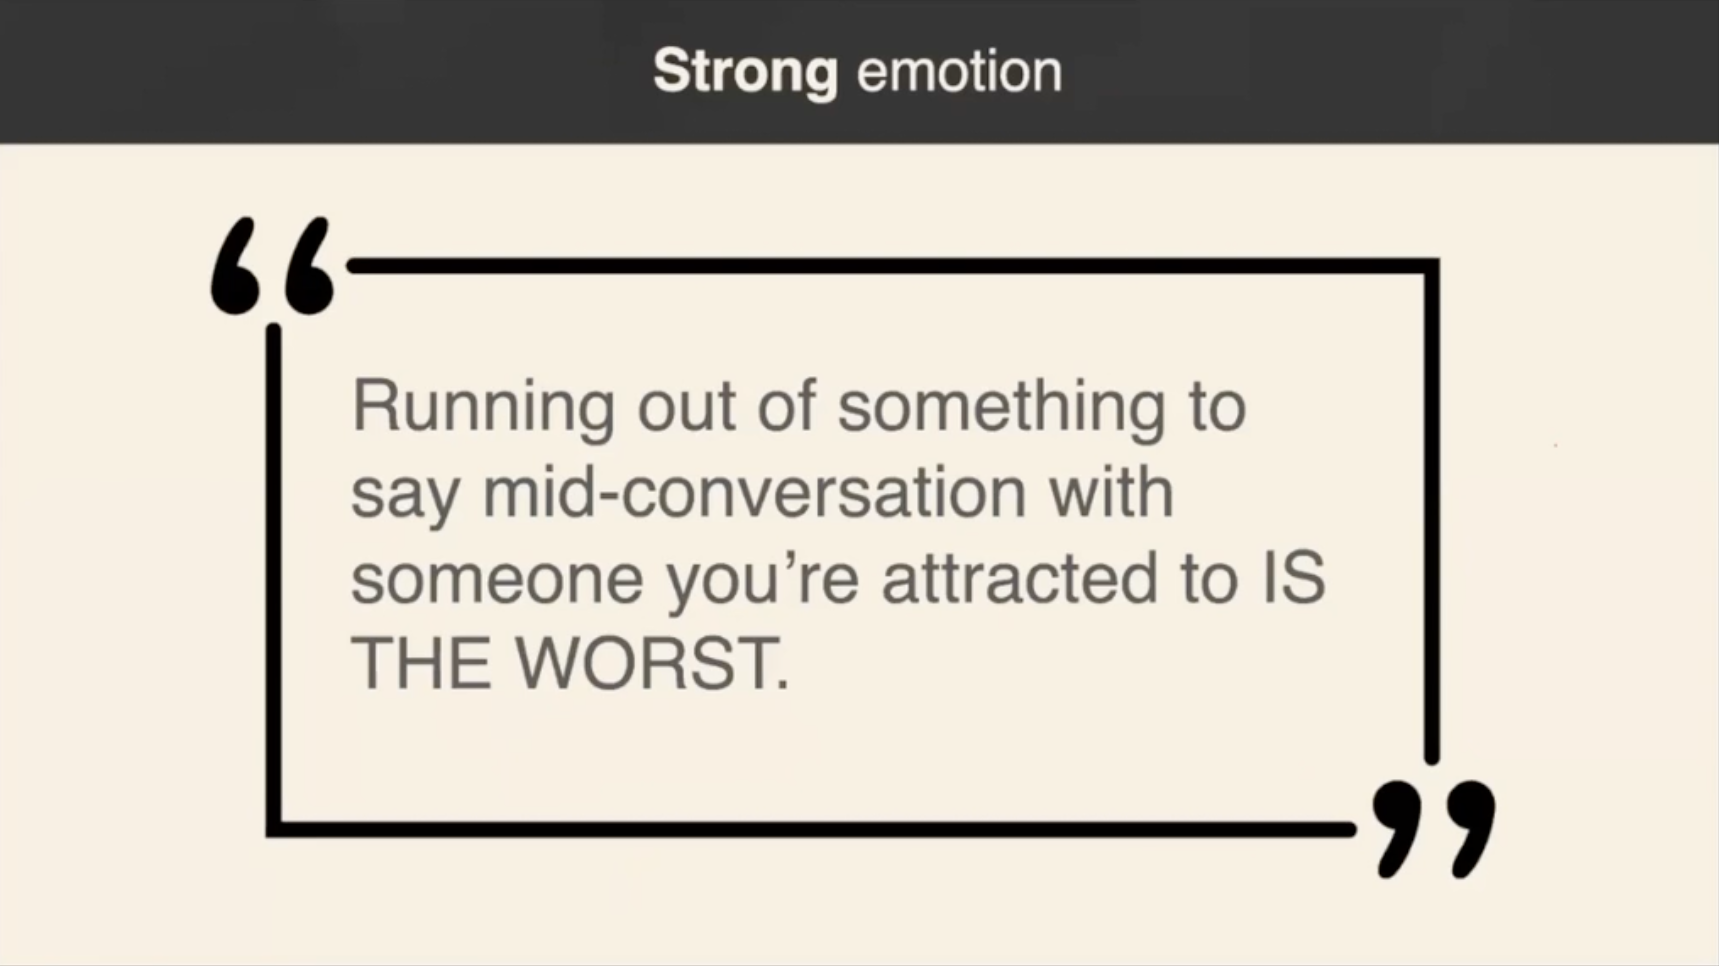 Strong emotion
Running out of something to
say mid-conversation with
someone you’re attracted to IS
THE WORST.